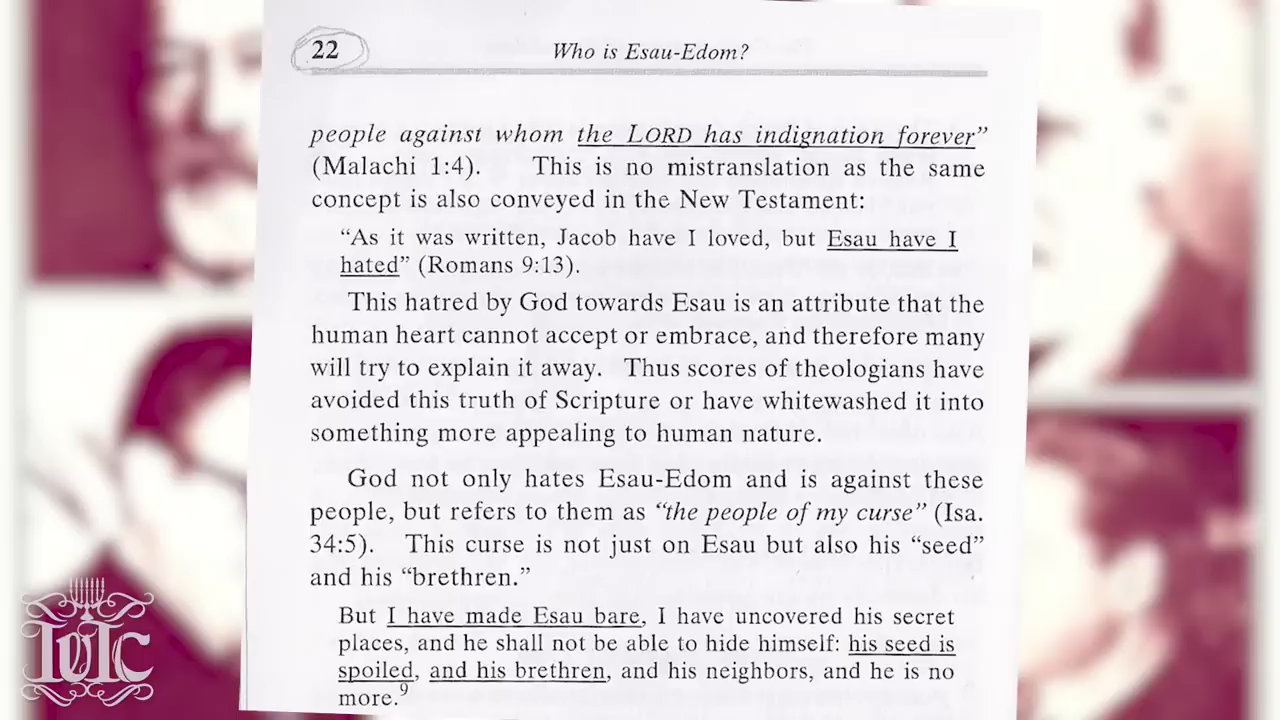 22
Who is Esau-Edom?
people against whom the LORD has indignation forever”
(Malachi 1:4). This is no mistranslation as the same
concept is also conveyed in the New Testament:
“As it was written, Jacob have I loved, but Esau have I
hated” (Romans 9:13).
This hatred by God towards Esau is an attribute that the
human heart cannot accept or embrace, and therefore many
will try to explain it away. Thus scores of theologians have
avoided this truth of Scripture or have whitewashed it into
something more appealing to human nature.
God not only hates Esau-Edom and is against these
people, but refers to them as “the people of my curse” (Isa.
34:5). This curse is not just on Esau but also his “seed”
and his “brethren.”
But I have made Esau bare, I have uncovered his secret
places, and he shall not be able to hide himself: his seed is
spoiled, and his brethren, and his neighbors, and he is no
more.9
IUIC